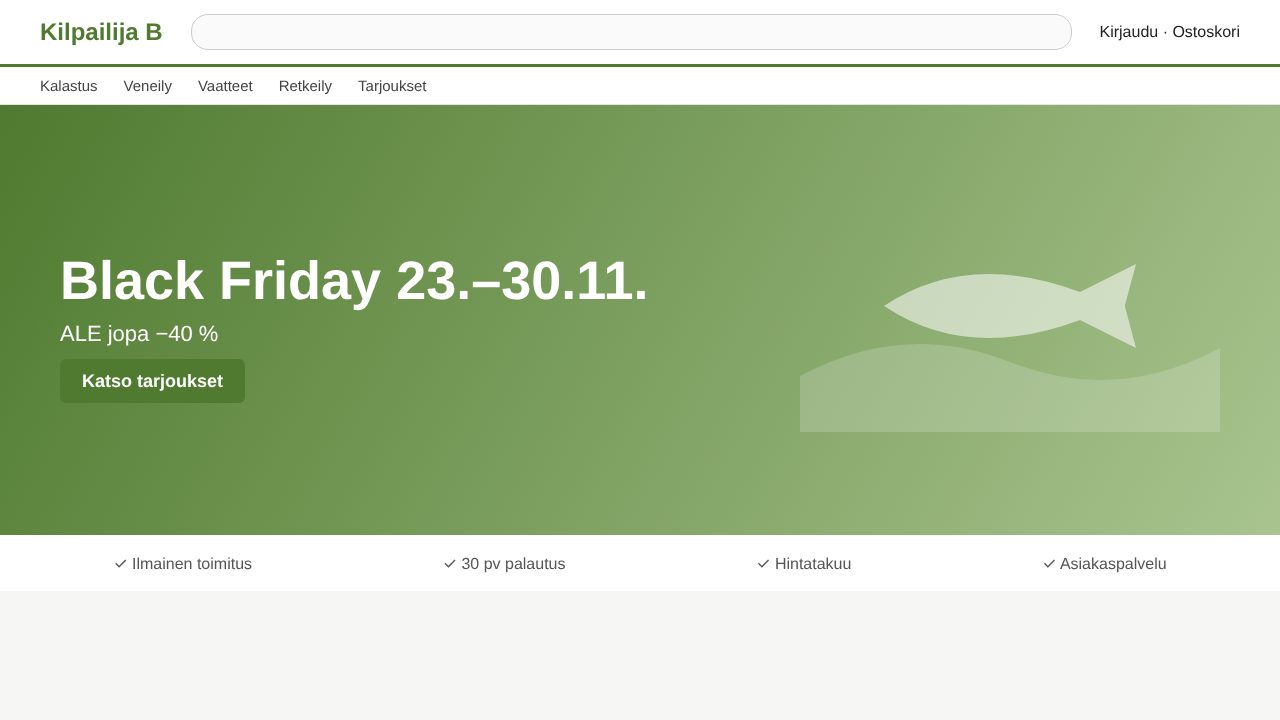 Kilpailija B
Kirjaudu · Ostoskori
Kalastus Veneily Vaatteet Retkeily Tarjoukset
Black Friday 23.–30.11.
ALE jopa −40 %
Katso tarjoukset
✓ Ilmainen toimitus ✓ 30 pv palautus ✓ Hintatakuu ✓ Asiakaspalvelu